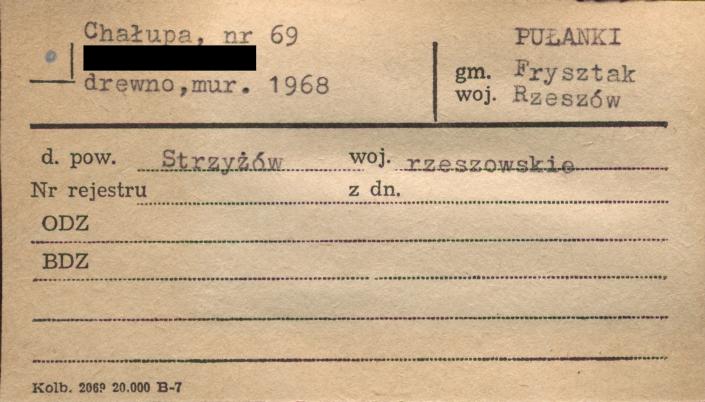 Chałupa, nr 69
drewno,mur. 1968
PUŁANKI
gm. Frysztak
woj. Rzeszów
d. pow. Strzyżów woj. rzeszowskie
Nr rejestru z dn.
ODZ
BDZ
Kolb. 2069 20.000 B-7